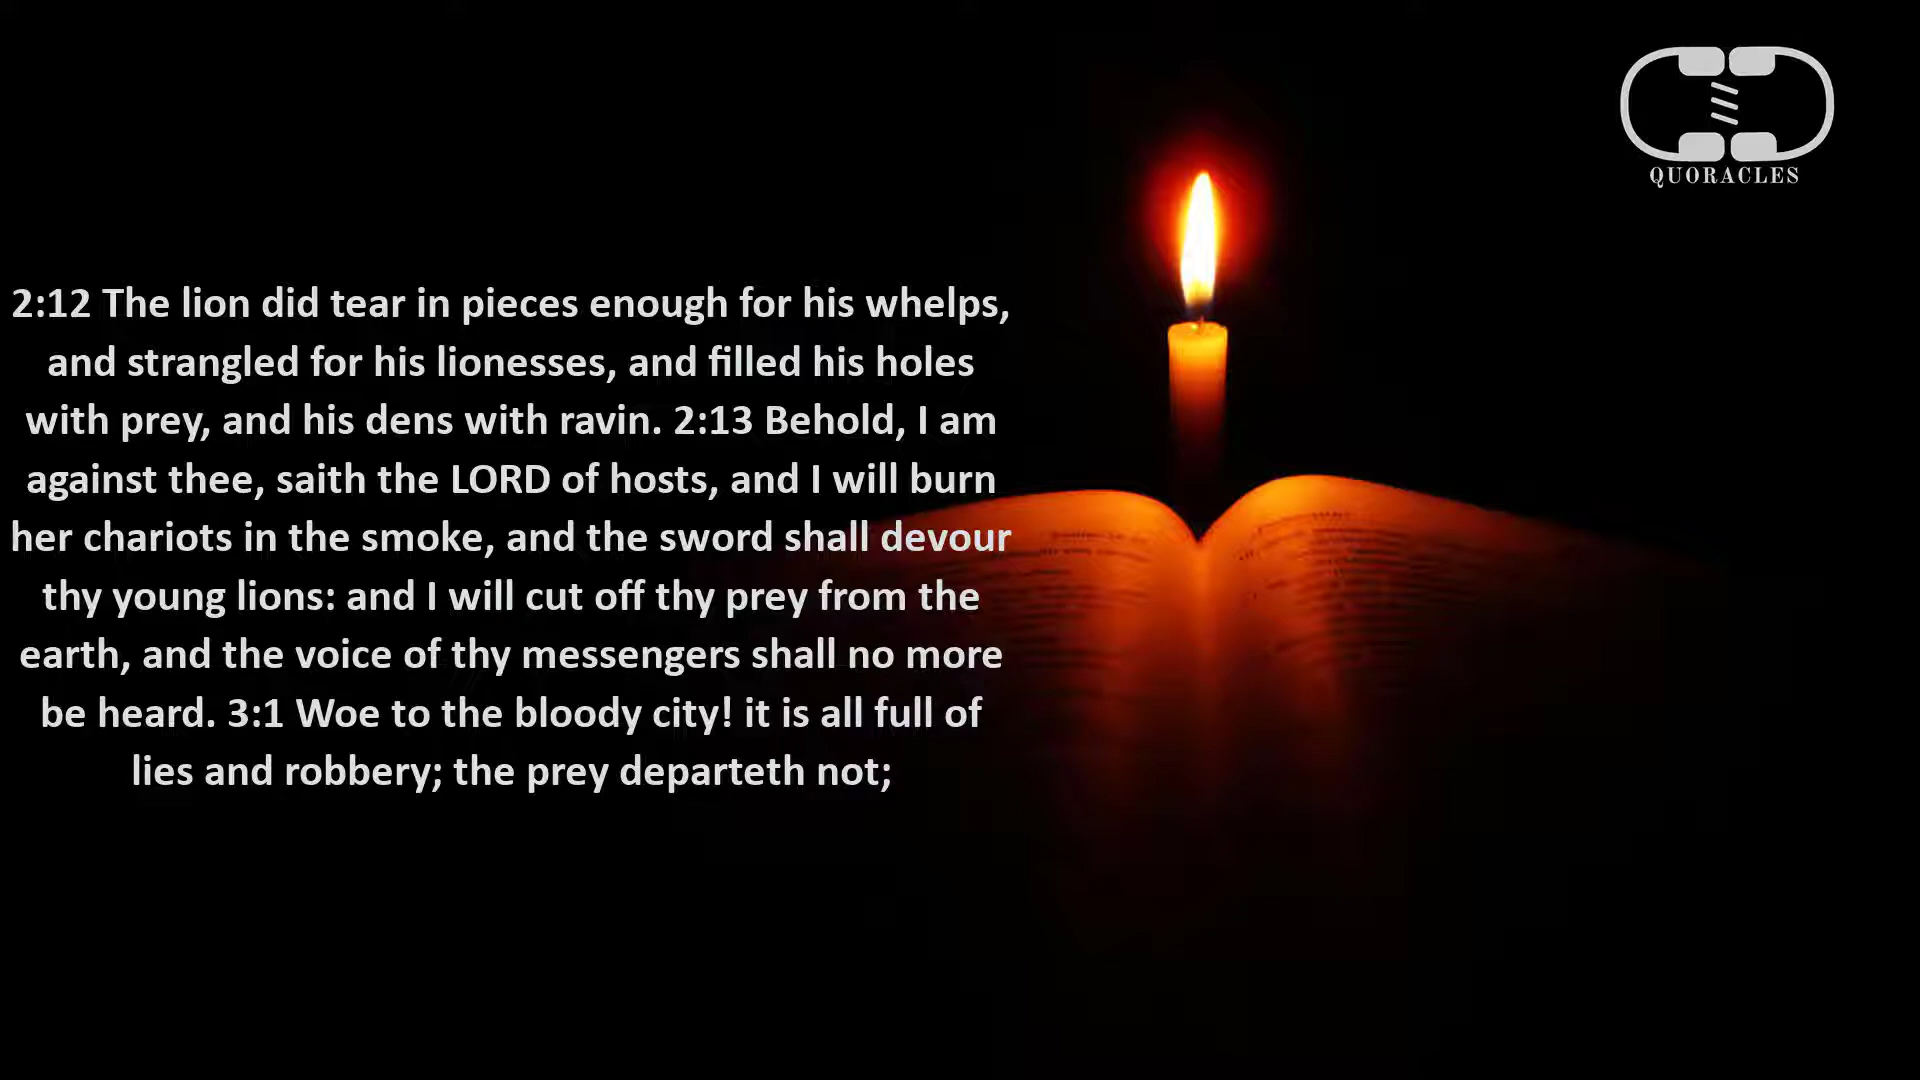 QUORACLES
2:12 The lion did tear in pieces enough for his whelps,
and strangled for his lionesses, and filled his holes
with prey, and his dens with ravin. 2:13 Behold, I am
against thee, saith the LORD of hosts, and I will burn
her chariots in the smoke, and the sword shall devour
thy young lions: and I will cut off thy prey from the
earth, and the voice of thy messengers shall no more
be heard. 3:1 Woe to the bloody city! it is all full of
lies and robbery; the prey departeth not;